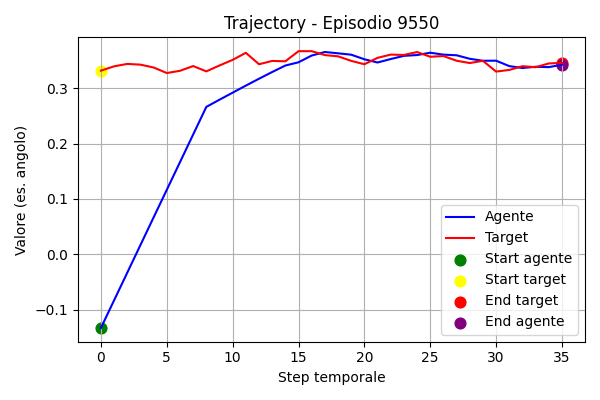 Trajectory - Episodio 9550
Valore (es. angolo)
0.3
0.2
0.1
0.0
−0.1
0 5 10 15 20 25 30 35
Step temporale
Agente
Target
Start agente
Start target
End target
End agente